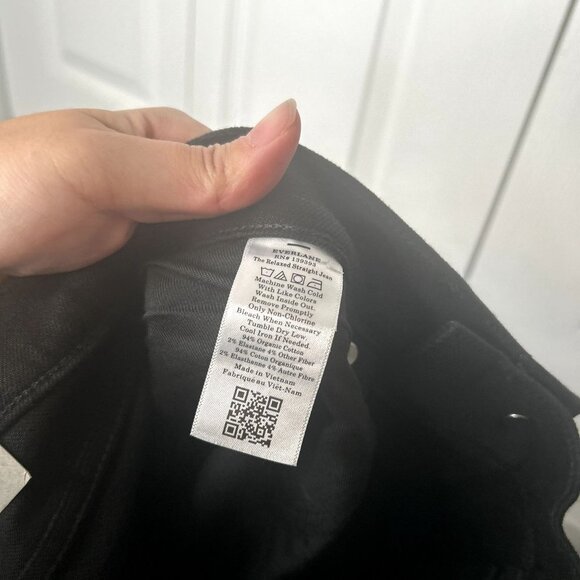 EVERLANE
RN# 139393
The Relaxed Straight Jean
Machine Wash Cold
With Like Colors
Wash Inside Out.
Remove Promptly
Only Non-Chlorine
Bleach When Necessary
Tumble Dry Low.
Cool Iron If Needed.
94% Organic Cotton
2% Elastane 4% Other Fiber
94% Coton Organique
2% Elasthanne 4% Autre Fibre
Made in Vietnam
Fabriqué au Viêt-Nam